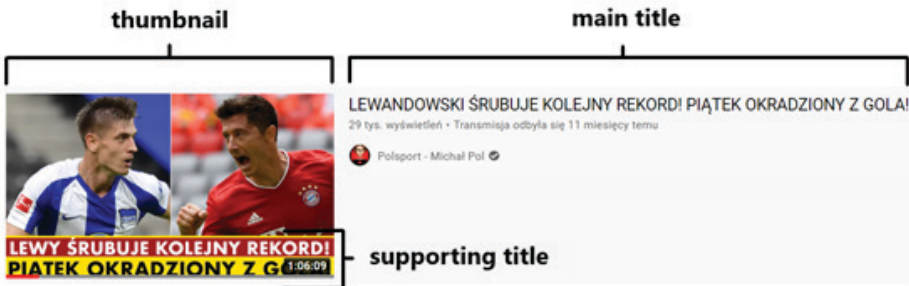 thumbnail
main title
LEWANDOWSKI ŚRUBUJE KOLEJNY REKORD! PIĄTEK OKRADZIONY Z GOLA!
29 tys. wyświetleń • Transmisja odbyła się 11 miesięcy temu
Polsport - Michał Pol
LEWY ŚRUBUJE KOLEJNY REKORD!
PIĄTEK OKRADZIONY Z
1:06:09
supporting title